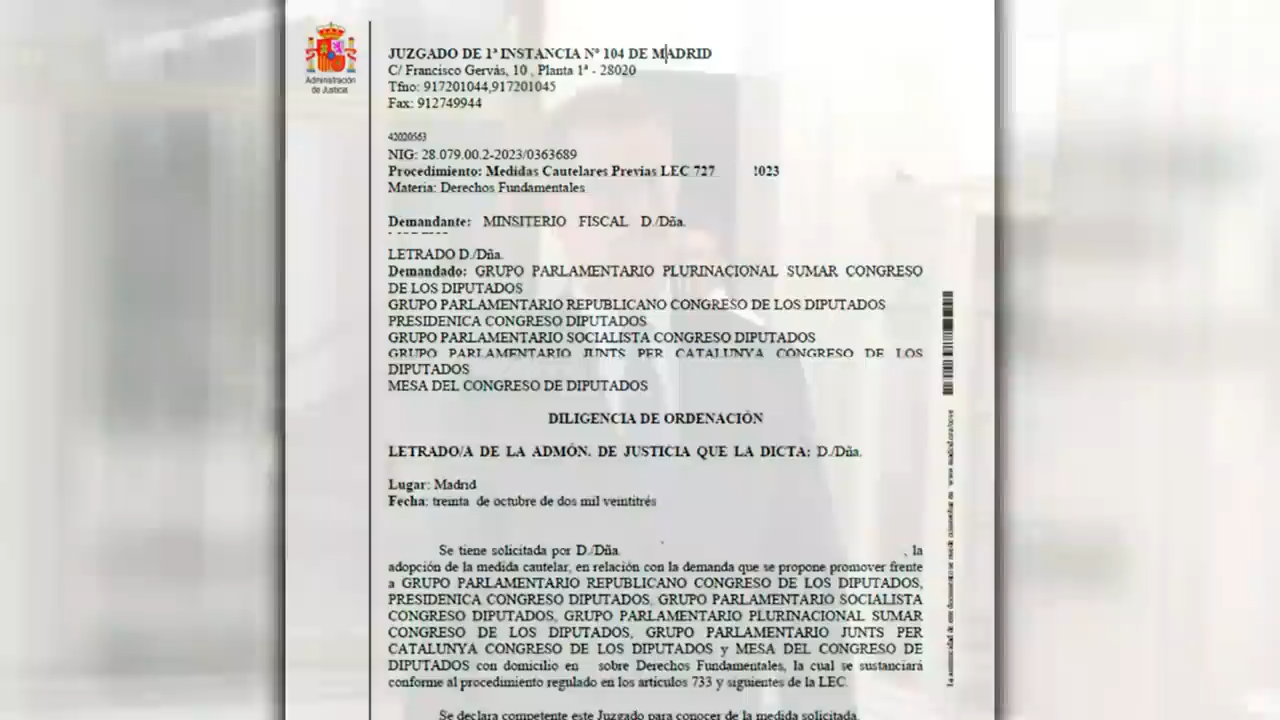 Administración
de Justicia
JUZGADO DE 1ª INSTANCIA Nº 104 DE MADRID
C/ Francisco Gervás, 10 , Planta 1ª - 28020
Tfno: 917201044,917201045
Fax: 912749944
42020563
NIG: 28.079.00.2-2023/0363689
Procedimiento: Medidas Cautelares Previas LEC 727 !023
Materia: Derechos Fundamentales
Demandante: MINSITERIO FISCAL D./Dña.
LETRADO D./Dña.
Demandado: GRUPO PARLAMENTARIO PLURINACIONAL SUMAR CONGRESO
DE LOS DIPUTADOS
GRUPO PARLAMENTARIO REPUBLICANO CONGRESO DE LOS DIPUTADOS
PRESIDENICA CONGRESO DIPUTADOS
GRUPO PARLAMENTARIO SOCIALISTA CONGRESO DIPUTADOS
GRUPO PARLAMENTARIO JUNTS PER CATALUNYA CONGRESO DE LOS
DIPUTADOS
MESA DEL CONGRESO DE DIPUTADOS
DILIGENCIA DE ORDENACIÓN
LETRADO/A DE LA ADMÓN. DE JUSTICIA QUE LA DICTA: D./Dña.
Lugar: Madrid
Fecha: treinta de octubre de dos mil veintitrés
Se tiene solicitada por D./Dña. , la
adopción de la medida cautelar, en relación con la demanda que se propone promover frente
a GRUPO PARLAMENTARIO REPUBLICANO CONGRESO DE LOS DIPUTADOS,
PRESIDENICA CONGRESO DIPUTADOS, GRUPO PARLAMENTARIO SOCIALISTA
CONGRESO DIPUTADOS, GRUPO PARLAMENTARIO PLURINACIONAL SUMAR
CONGRESO DE LOS DIPUTADOS, GRUPO PARLAMENTARIO JUNTS PER
CATALUNYA CONGRESO DE LOS DIPUTADOS y MESA DEL CONGRESO DE
DIPUTADOS con domicilio en sobre Derechos Fundamentales, la cual se sustanciará
conforme al procedimiento regulado en los artículos 733 y siguientes de la LEC.
Se declara competente este Juzgado para conocer de la medida solicitada.